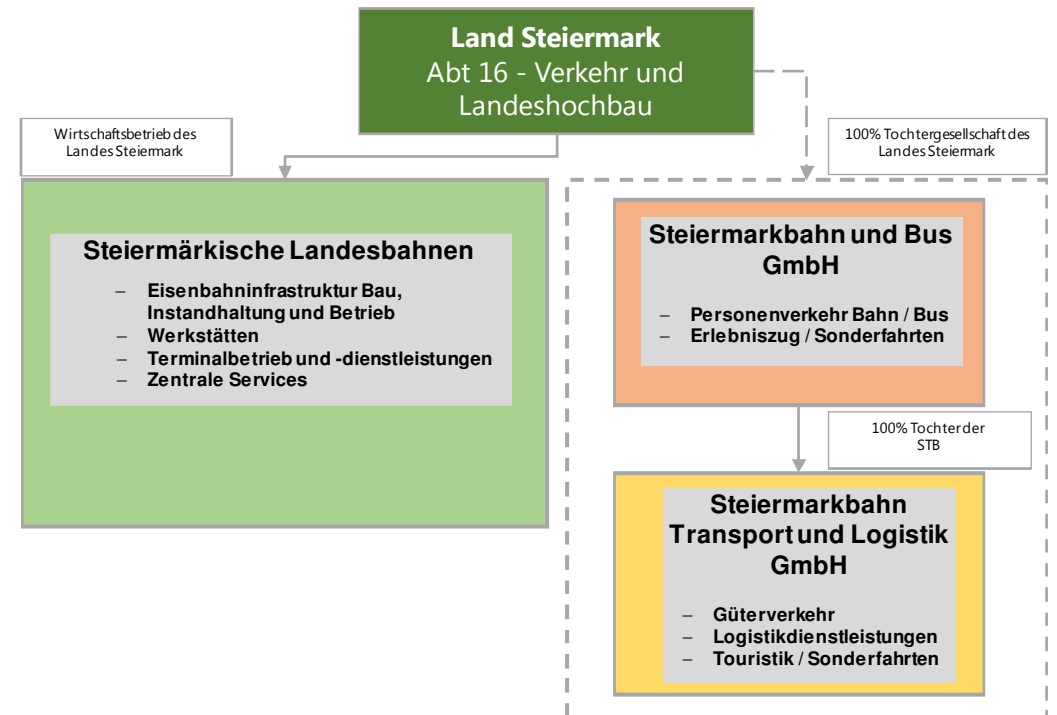 Land Steiermark
Abt 16 - Verkehr und
Landeshochbau
Wirtschaftsbetrieb des
Landes Steiermark
100% Tochtergesellschaft des
Landes Steiermark
Steiermärkische Landesbahnen
– Eisenbahninfrastruktur Bau,
Instandhaltung und Betrieb
– Werkstätten
– Terminalbetrieb und -dienstleistungen
– Zentrale Services
Steiermarkbahn und Bus
GmbH
– Personenverkehr Bahn / Bus
– Erlebniszug / Sonderfahrten
100% Tochter der
STB
Steiermarkbahn
Transport und Logistik
GmbH
– Güterverkehr
– Logistikdienstleistungen
– Touristik / Sonderfahrten